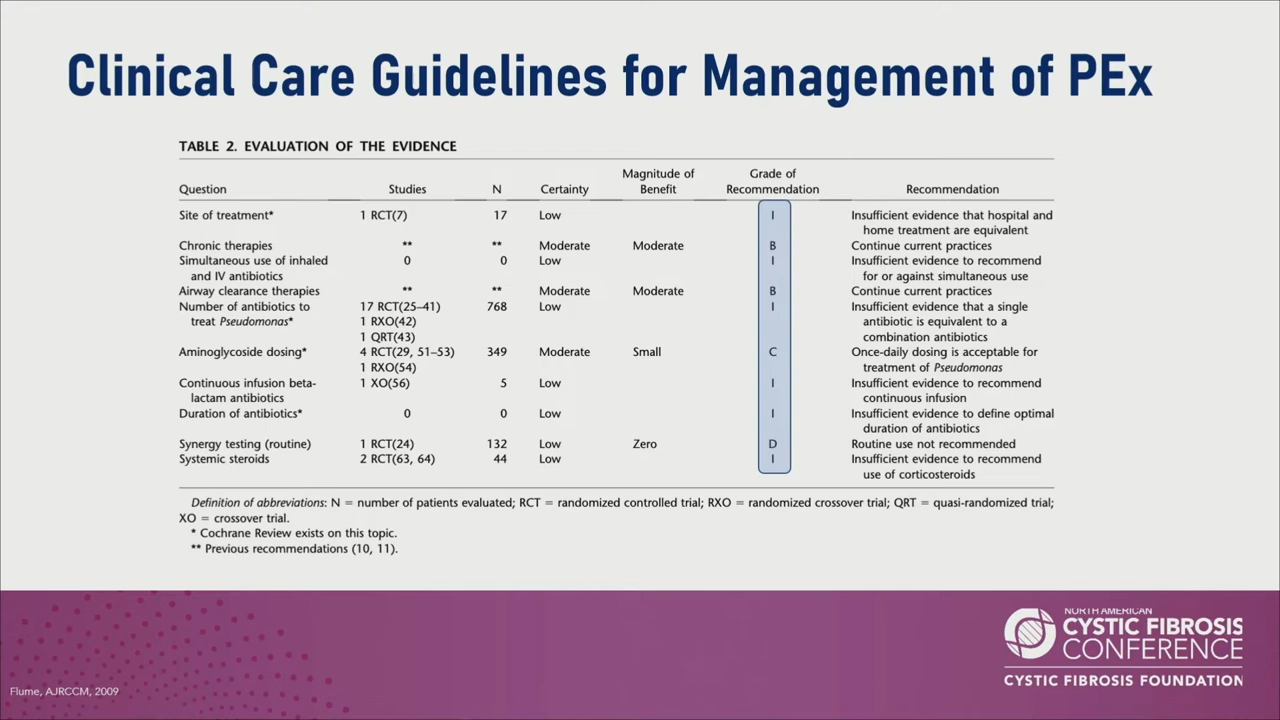 Clinical Care Guidelines for Management of PEx
TABLE 2. EVALUATION OF THE EVIDENCE
Magnitude of Grade of
Question Studies N Certainty Benefit Recommendation Recommendation
Site of treatment* 1 RCT(7) 17 Low I Insufficient evidence that hospital and
home treatment are equivalent
Chronic therapies ** ** Moderate Moderate B Continue current practices
Simultaneous use of inhaled 0 0 Low I Insufficient evidence to recommend
and IV antibiotics for or against simultaneous use
Airway clearance therapies ** ** Moderate Moderate B Continue current practices
Number of antibiotics to 17 RCT(25–41) 768 Low I Insufficient evidence that a single
treat Pseudomonas* 1 RXO(42) antibiotic is equivalent to a
1 QRT(43) combination antibiotics
Aminoglycoside dosing* 4 RCT(29, 51–53) 349 Moderate Small C Once-daily dosing is acceptable for
1 RXO(54) treatment of Pseudomonas
Continuous infusion beta- 1 XO(56) 5 Low I Insufficient evidence to recommend
lactam antibiotics continuous infusion
Duration of antibiotics* 0 0 Low I Insufficient evidence to define optimal
duration of antibiotics
Synergy testing (routine) 1 RCT(24) 132 Low Zero D Routine use not recommended
Systemic steroids 2 RCT(63, 64) 44 Low I Insufficient evidence to recommend
use of corticosteroids
Definition of abbreviations: N = number of patients evaluated; RCT = randomized controlled trial; RXO = randomized crossover trial; QRT = quasi-randomized trial;
XO = crossover trial.
* Cochrane Review exists on this topic.
** Previous recommendations (10, 11).
NORTH AMERICAN
CYSTIC FIBROSIS
CONFERENCE
CYSTIC FIBROSIS FOUNDATION
Flume, AJRCCM, 2009